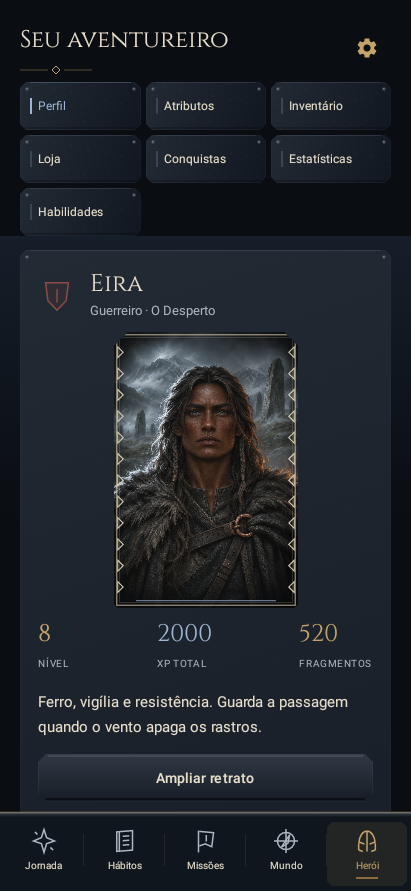 Seu aventureiro
Perfil
Atributos
Inventário
Loja
Conquistas
Estatísticas
Habilidades
Eira
Guerreiro · O Desperto
8
2000
520
NÍVEL
XP TOTAL
FRAGMENTOS
Ferro, vigília e resistência. Guarda a passagem
quando o vento apaga os rastros.
Ampliar retrato
Jornada
Hábitos
Missões
Mundo
Herói